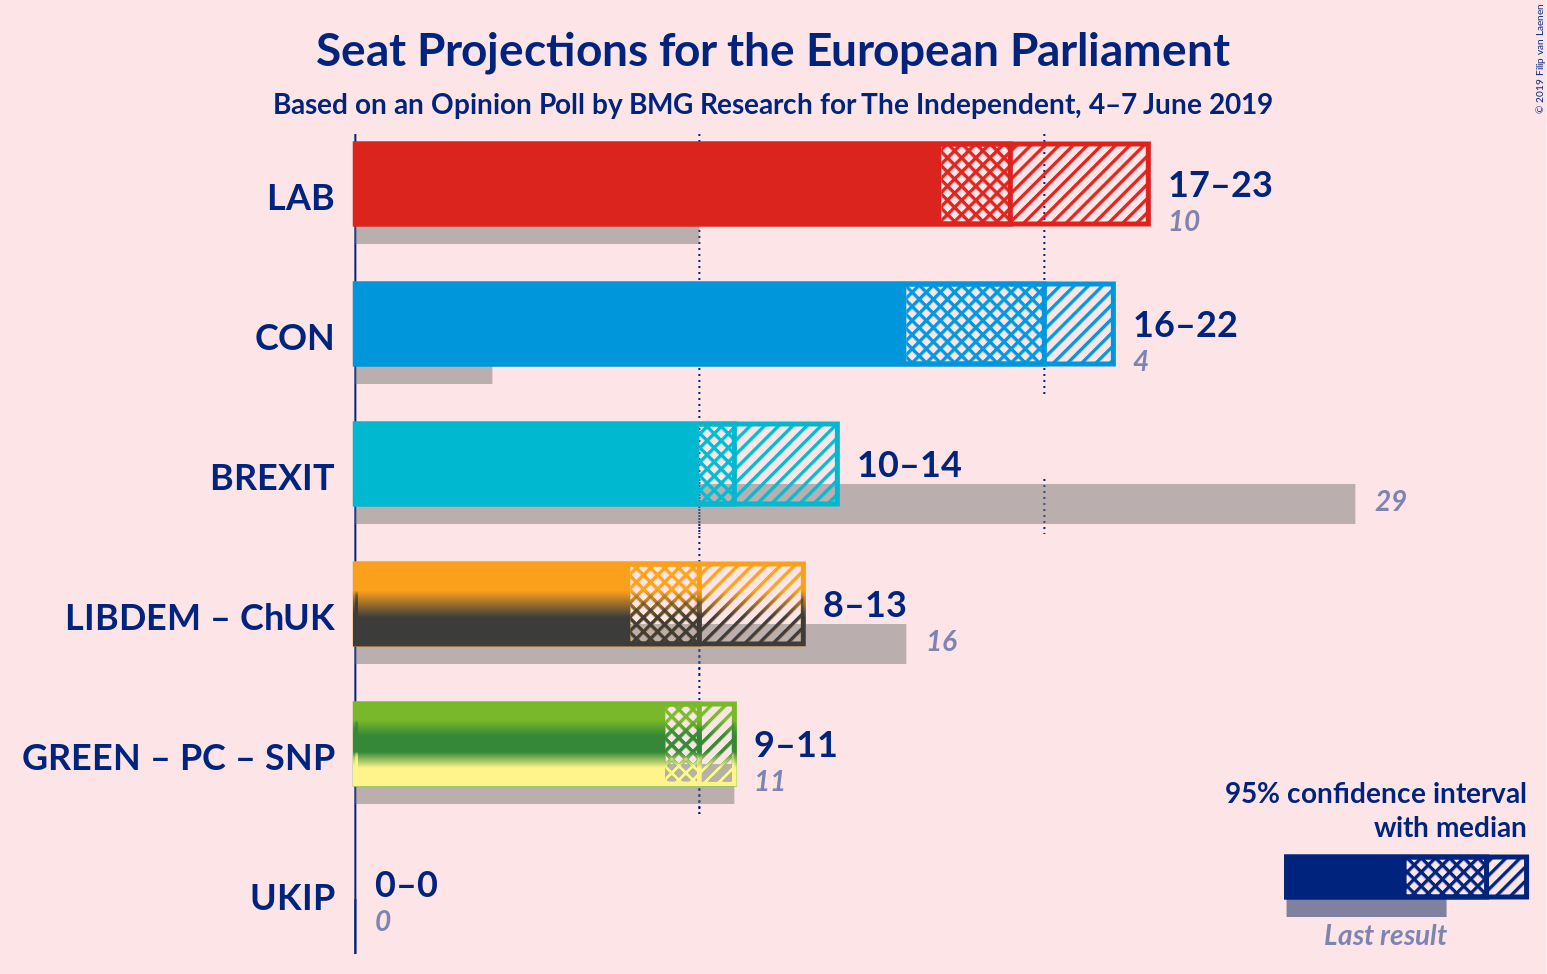 Seat Projections for the European Parliament
Based on an Opinion Poll by BMG Research for The Independent, 4–7 June 2019
© 2019 Filip van Laenen
LAB
17–23
10
CON
16–22
4
BREXIT
10–14
29
LIBDEM – ChUK
8–13
16
GREEN – PC – SNP
9–11
11
UKIP
0–0
0
95% confidence interval
with median
Last result